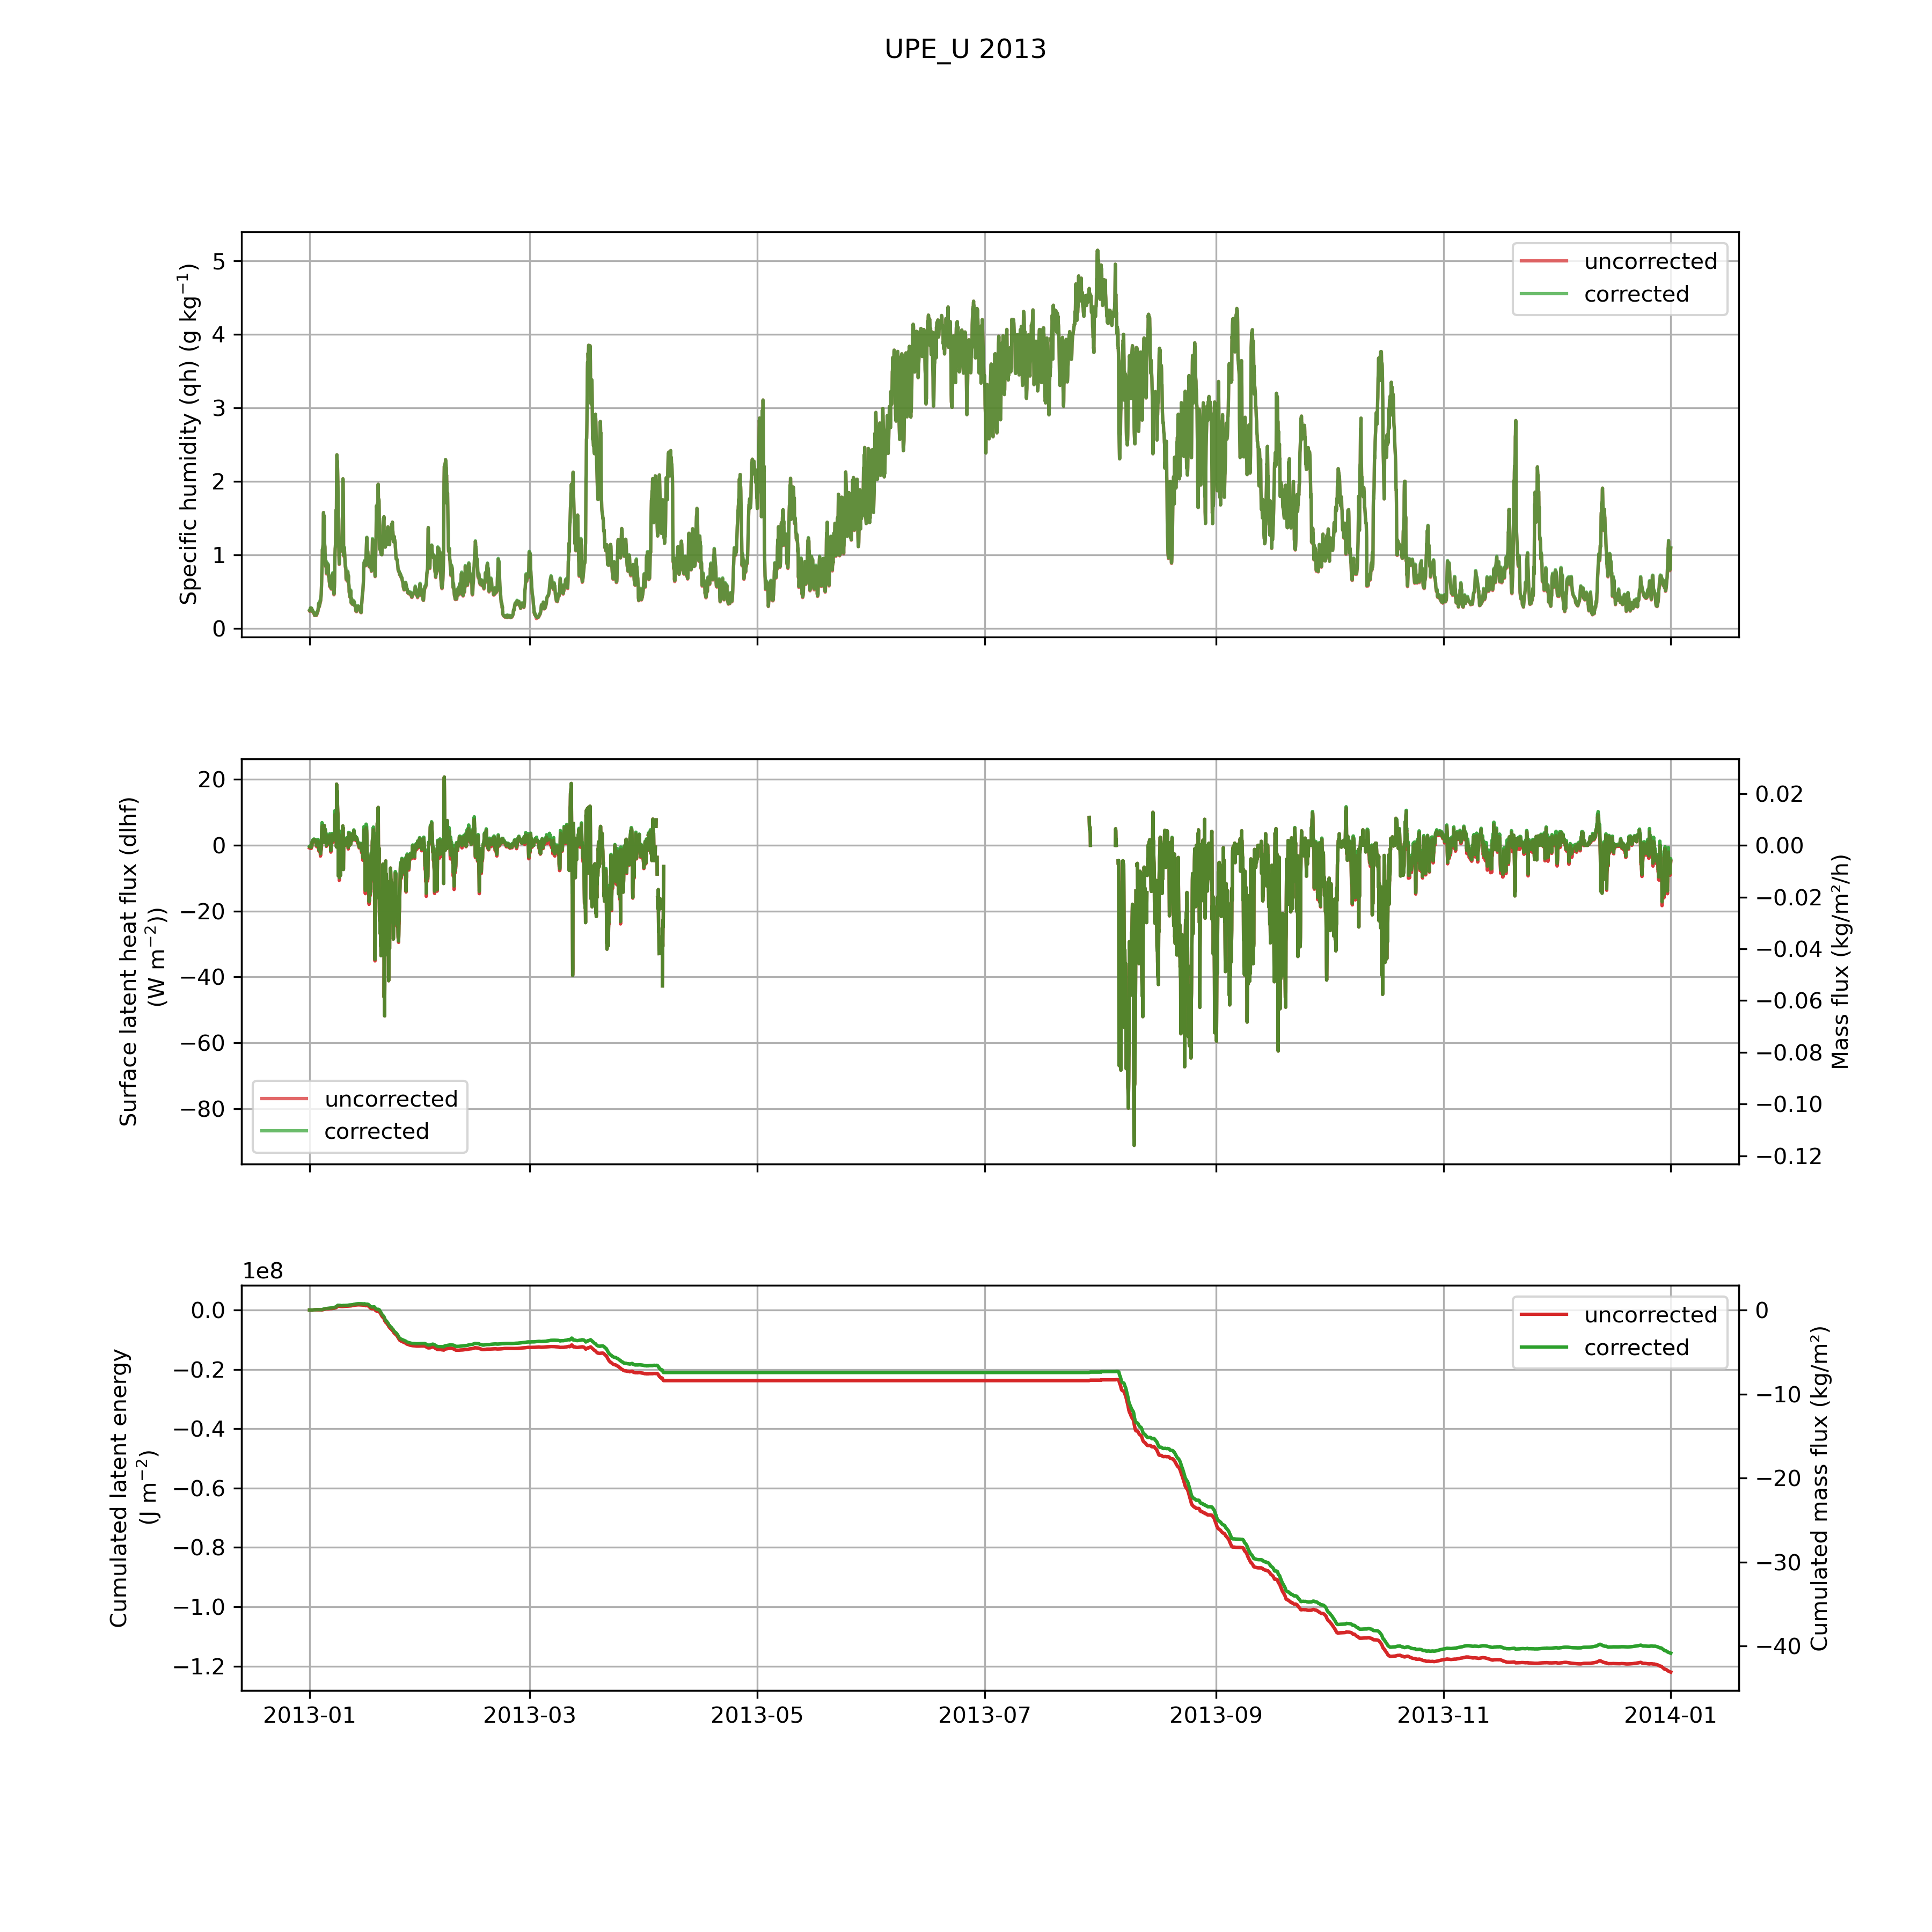 UPE_U 2013
Specific humidity (qh) (g kg⁻¹)
5
4
3
2
1
0
uncorrected
corrected
Surface latent heat flux (dlhf)
(W m⁻²))
20
0
−20
−40
−60
−80
uncorrected
corrected
0.02
0.00
−0.02
−0.04
−0.06
−0.08
−0.10
−0.12
Mass flux (kg/m²/h)
1e8
Cumulated latent energy
(J m⁻²)
0.0
−0.2
−0.4
−0.6
−0.8
−1.0
−1.2
uncorrected
corrected
0
−10
−20
−30
−40
Cumulated mass flux (kg/m²)
2013-01
2013-03
2013-05
2013-07
2013-09
2013-11
2014-01